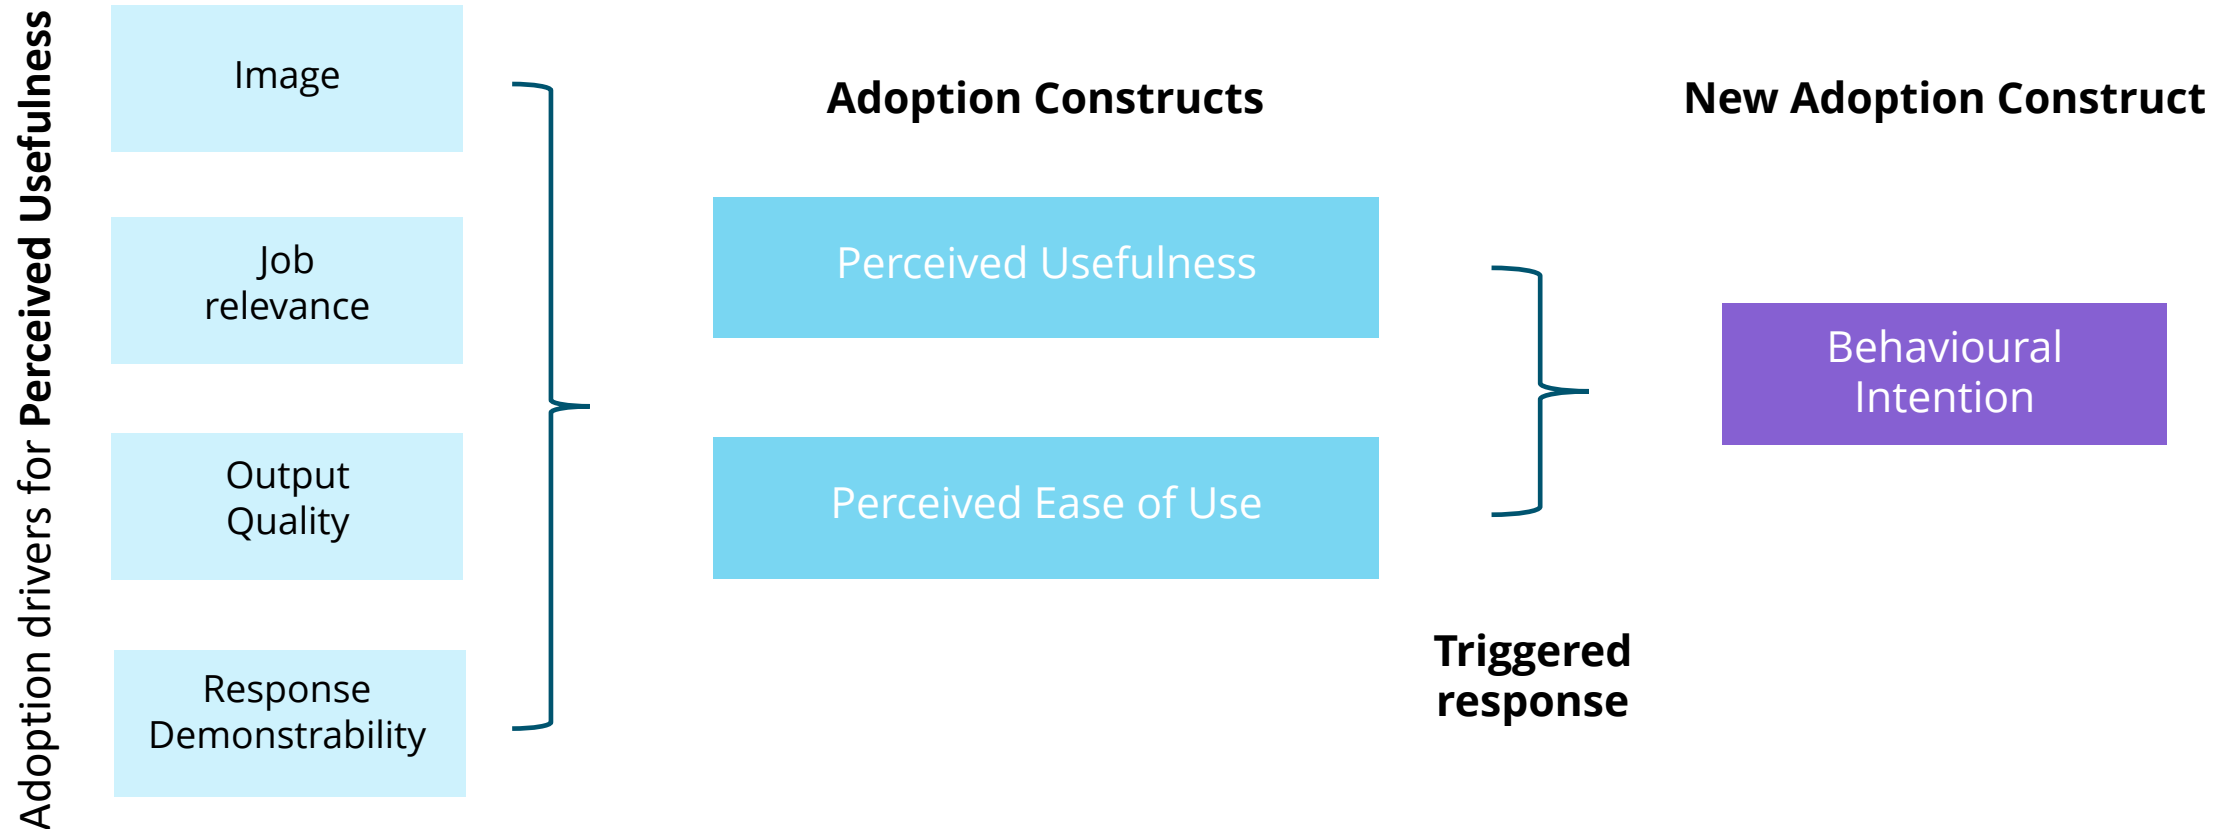 Adoption drivers for Perceived Usefulness
Image
Job
relevance
Output
Quality
Response
Demonstrability
Adoption Constructs
Perceived Usefulness
Perceived Ease of Use
Triggered
response
New Adoption Construct
Behavioural
Intention